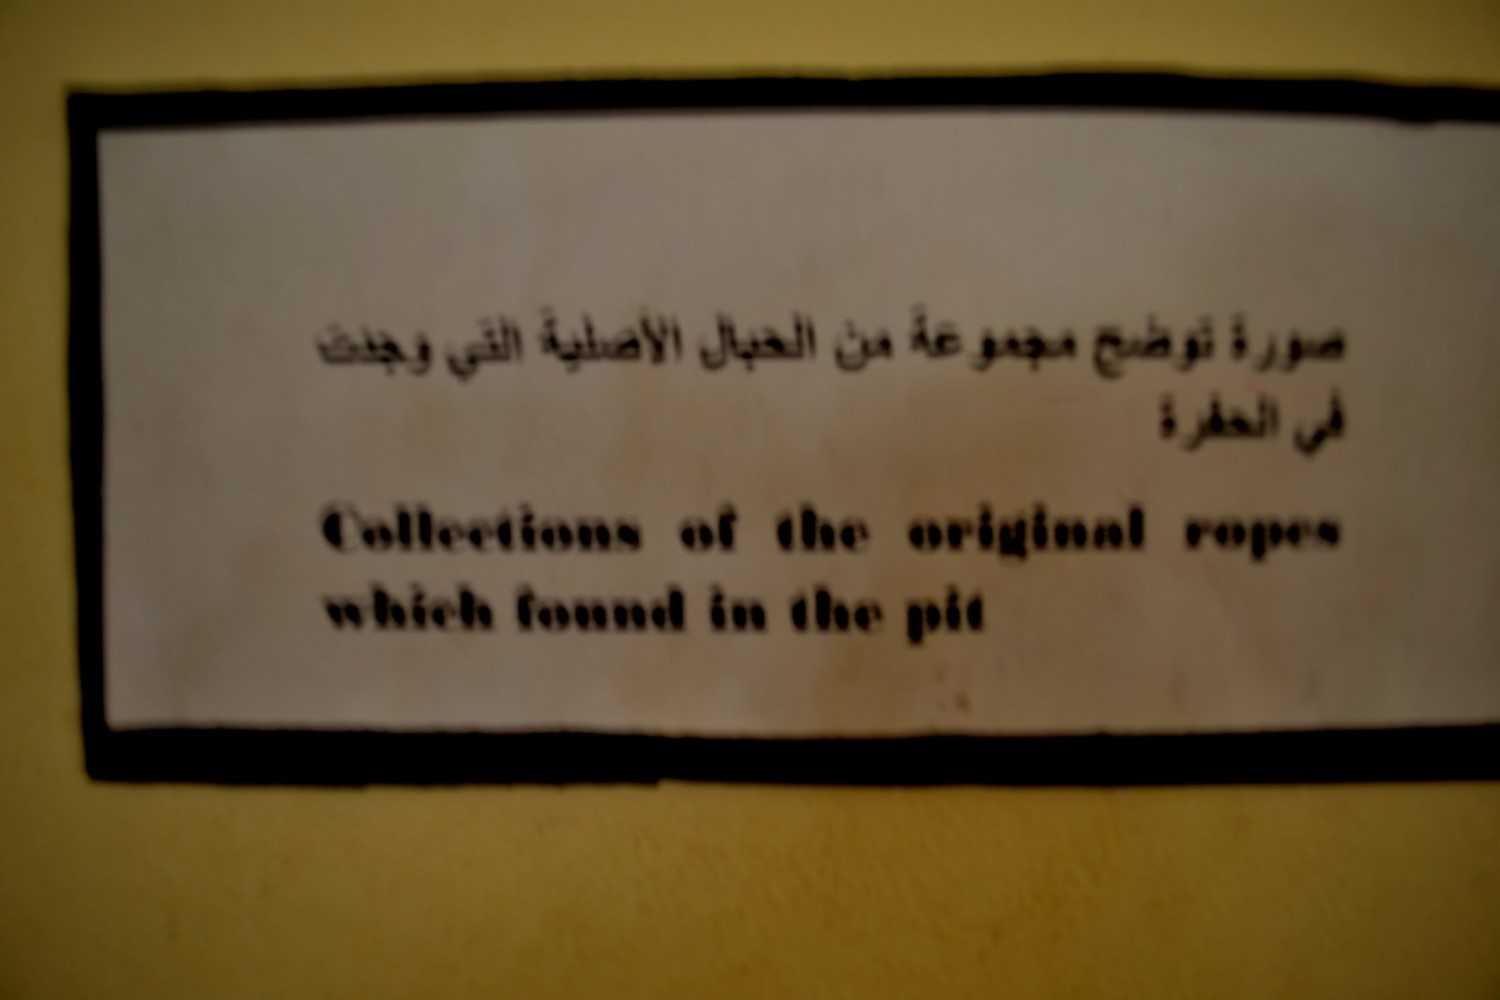 صورة توضح مجموعة من الحبال الأصلية التي وجدت
في الحفرة
Collections of the original ropes
which found in the pit